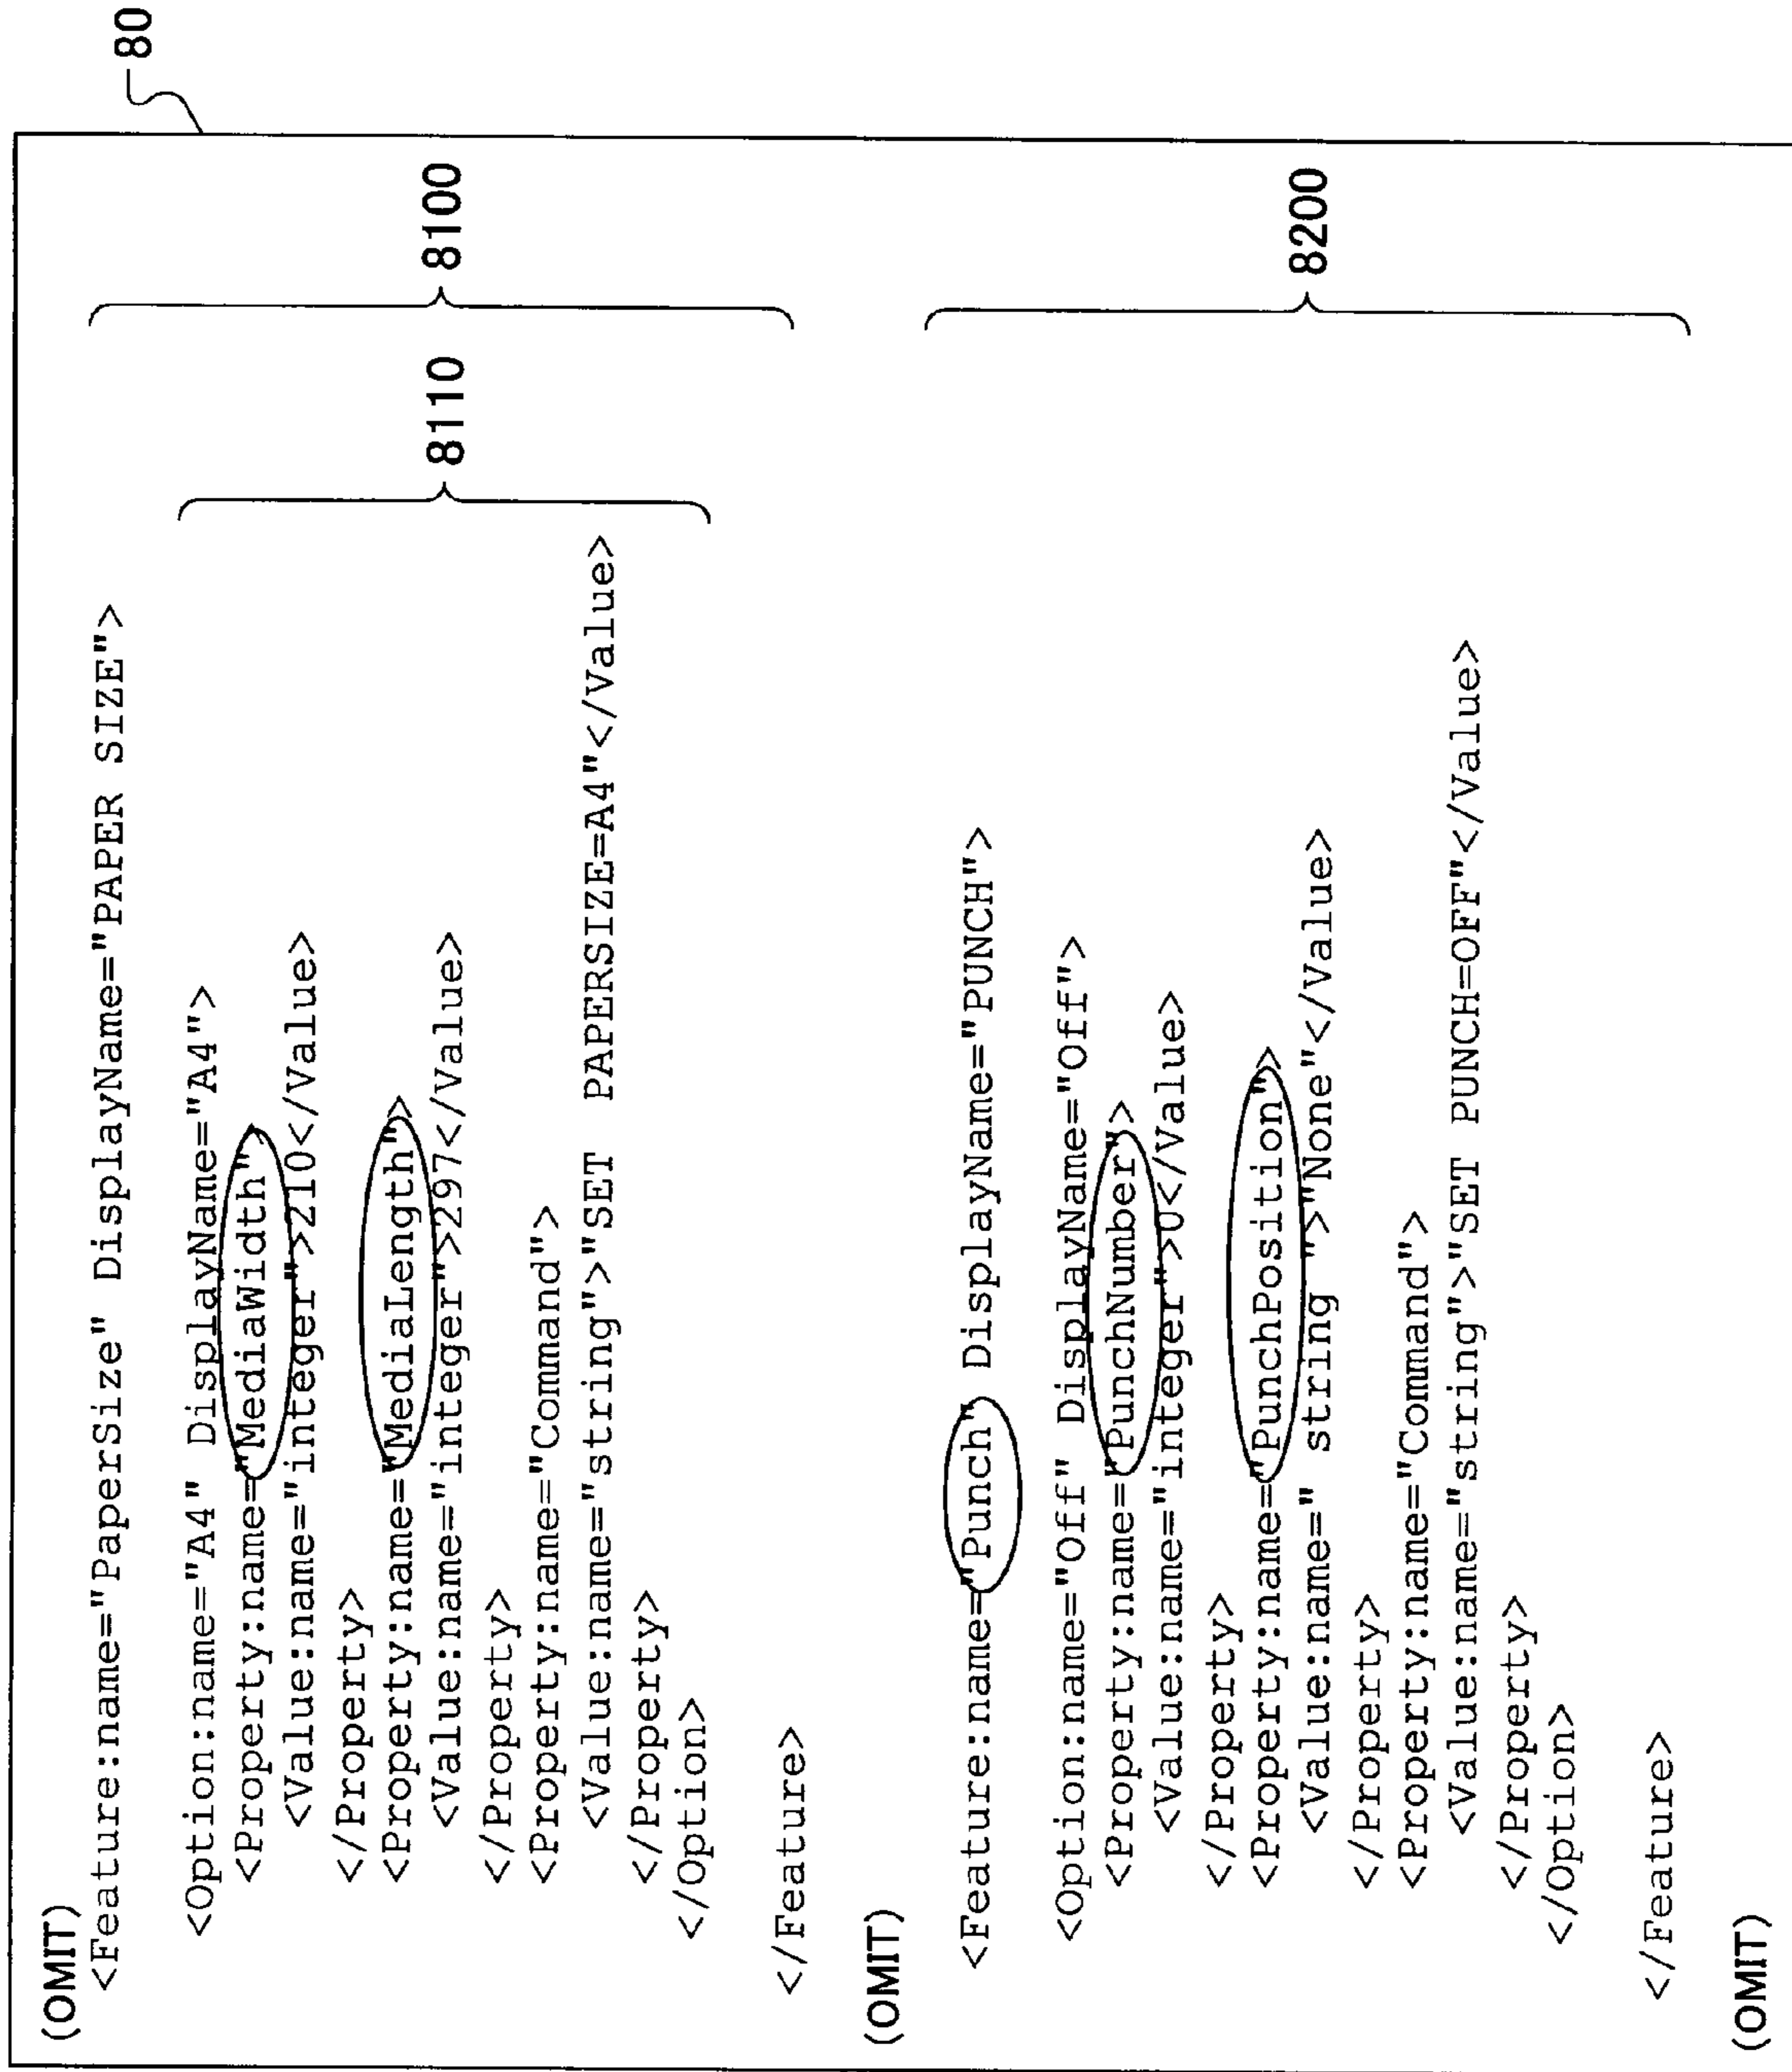 80
(OMIT)
<Feature:name="PaperSize" DisplayName="PAPER SIZE">
<Option:name="A4" DisplayName="A4">
<Property:name="MediaWidth">
<Value:name="integer">210</Value>
</Property>
<Property:name="MediaLength">
<Value:name="integer">297</Value>
</Property>
<Property:name="Command">
<Value:name="string">"SET PAPERSIZE=A4"</Value>
</Property>
</Option>
</Feature>
8110
8100
(OMIT)
<Feature:name="Punch" DisplayName="PUNCH">
<Option:name="Off" DisplayName="Off">
<Property:name="PunchNumber">
<Value:name="integer">0</Value>
</Property>
<Property:name="PunchPosition">
<Value:name=" string ">"None"</Value>
</Property>
<Property:name="Command">
<Value:name="string">"SET PUNCH=OFF"</Value>
</Property>
</Option>
</Feature>
8200
(OMIT)